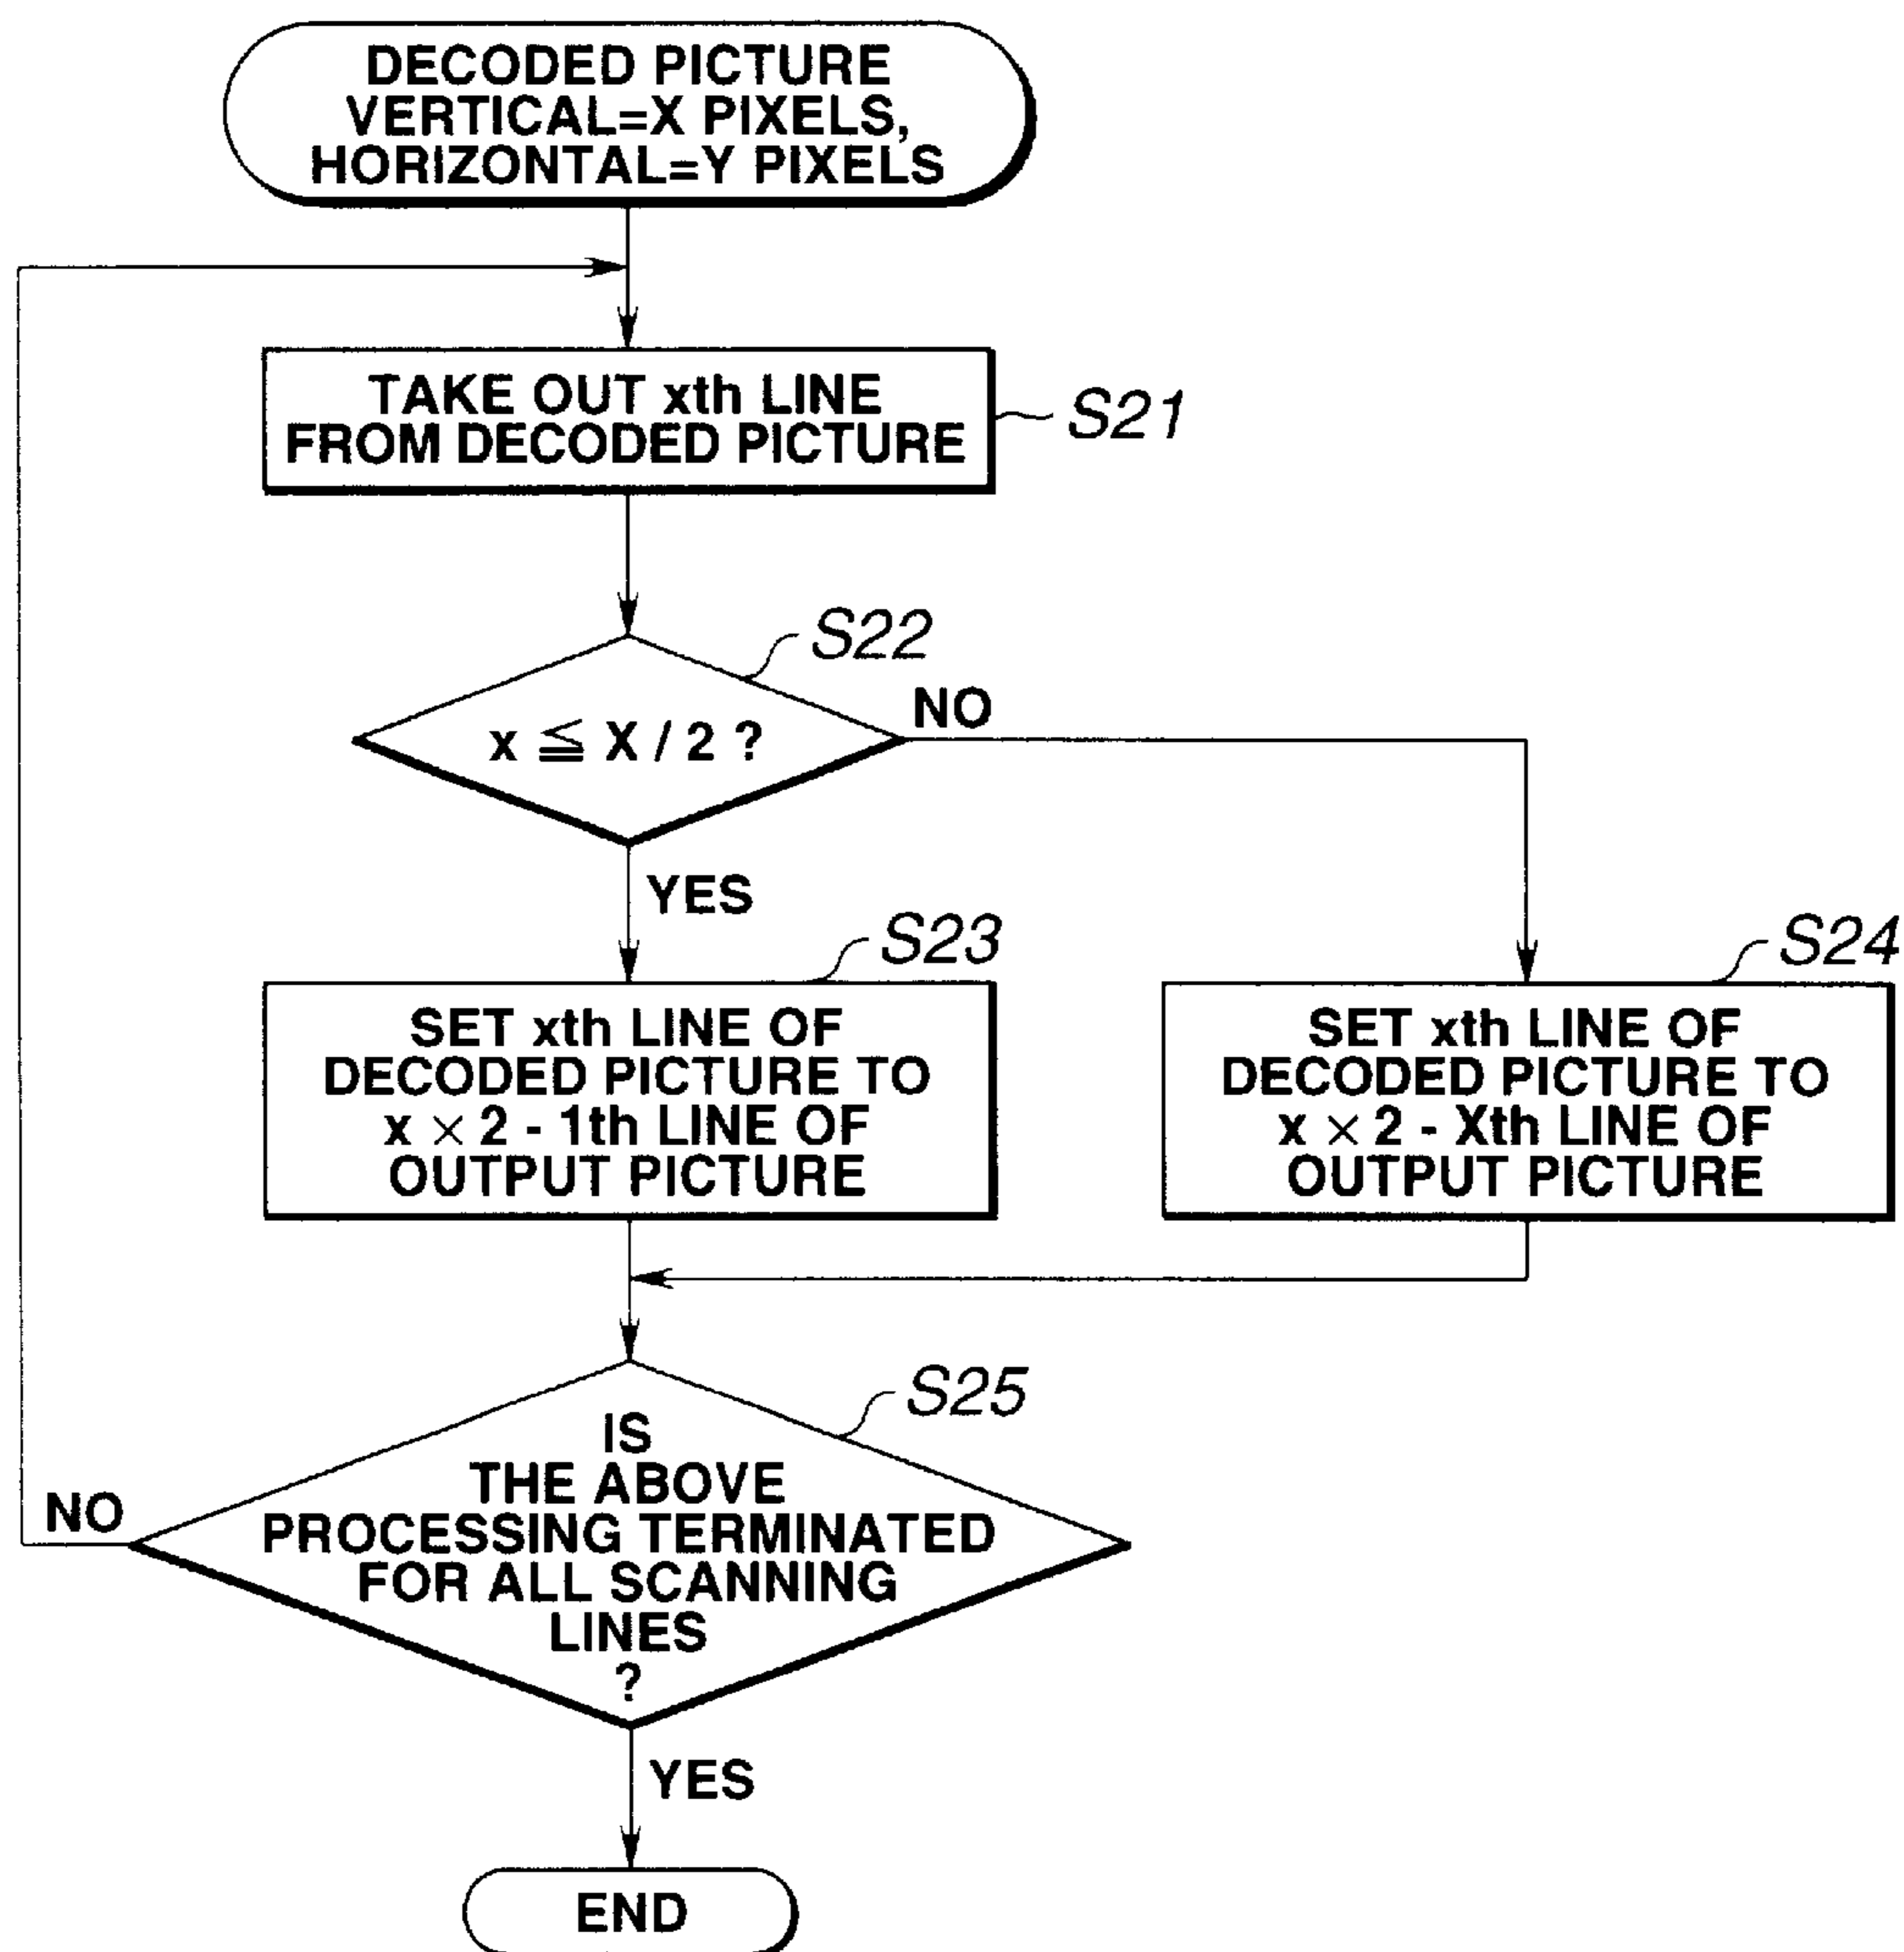 DECODED PICTURE
VERTICAL=X PIXELS,
HORIZONTAL=Y PIXELS
TAKE OUT xth LINE
FROM DECODED PICTURE
S21
S22
x ≦ X / 2 ?
NO
YES
S23
SET xth LINE OF
DECODED PICTURE TO
x × 2 - 1th LINE OF
OUTPUT PICTURE
S24
SET xth LINE OF
DECODED PICTURE TO
x × 2 - Xth LINE OF
OUTPUT PICTURE
S25
IS
THE ABOVE
PROCESSING TERMINATED
FOR ALL SCANNING
LINES
?
NO
YES
END